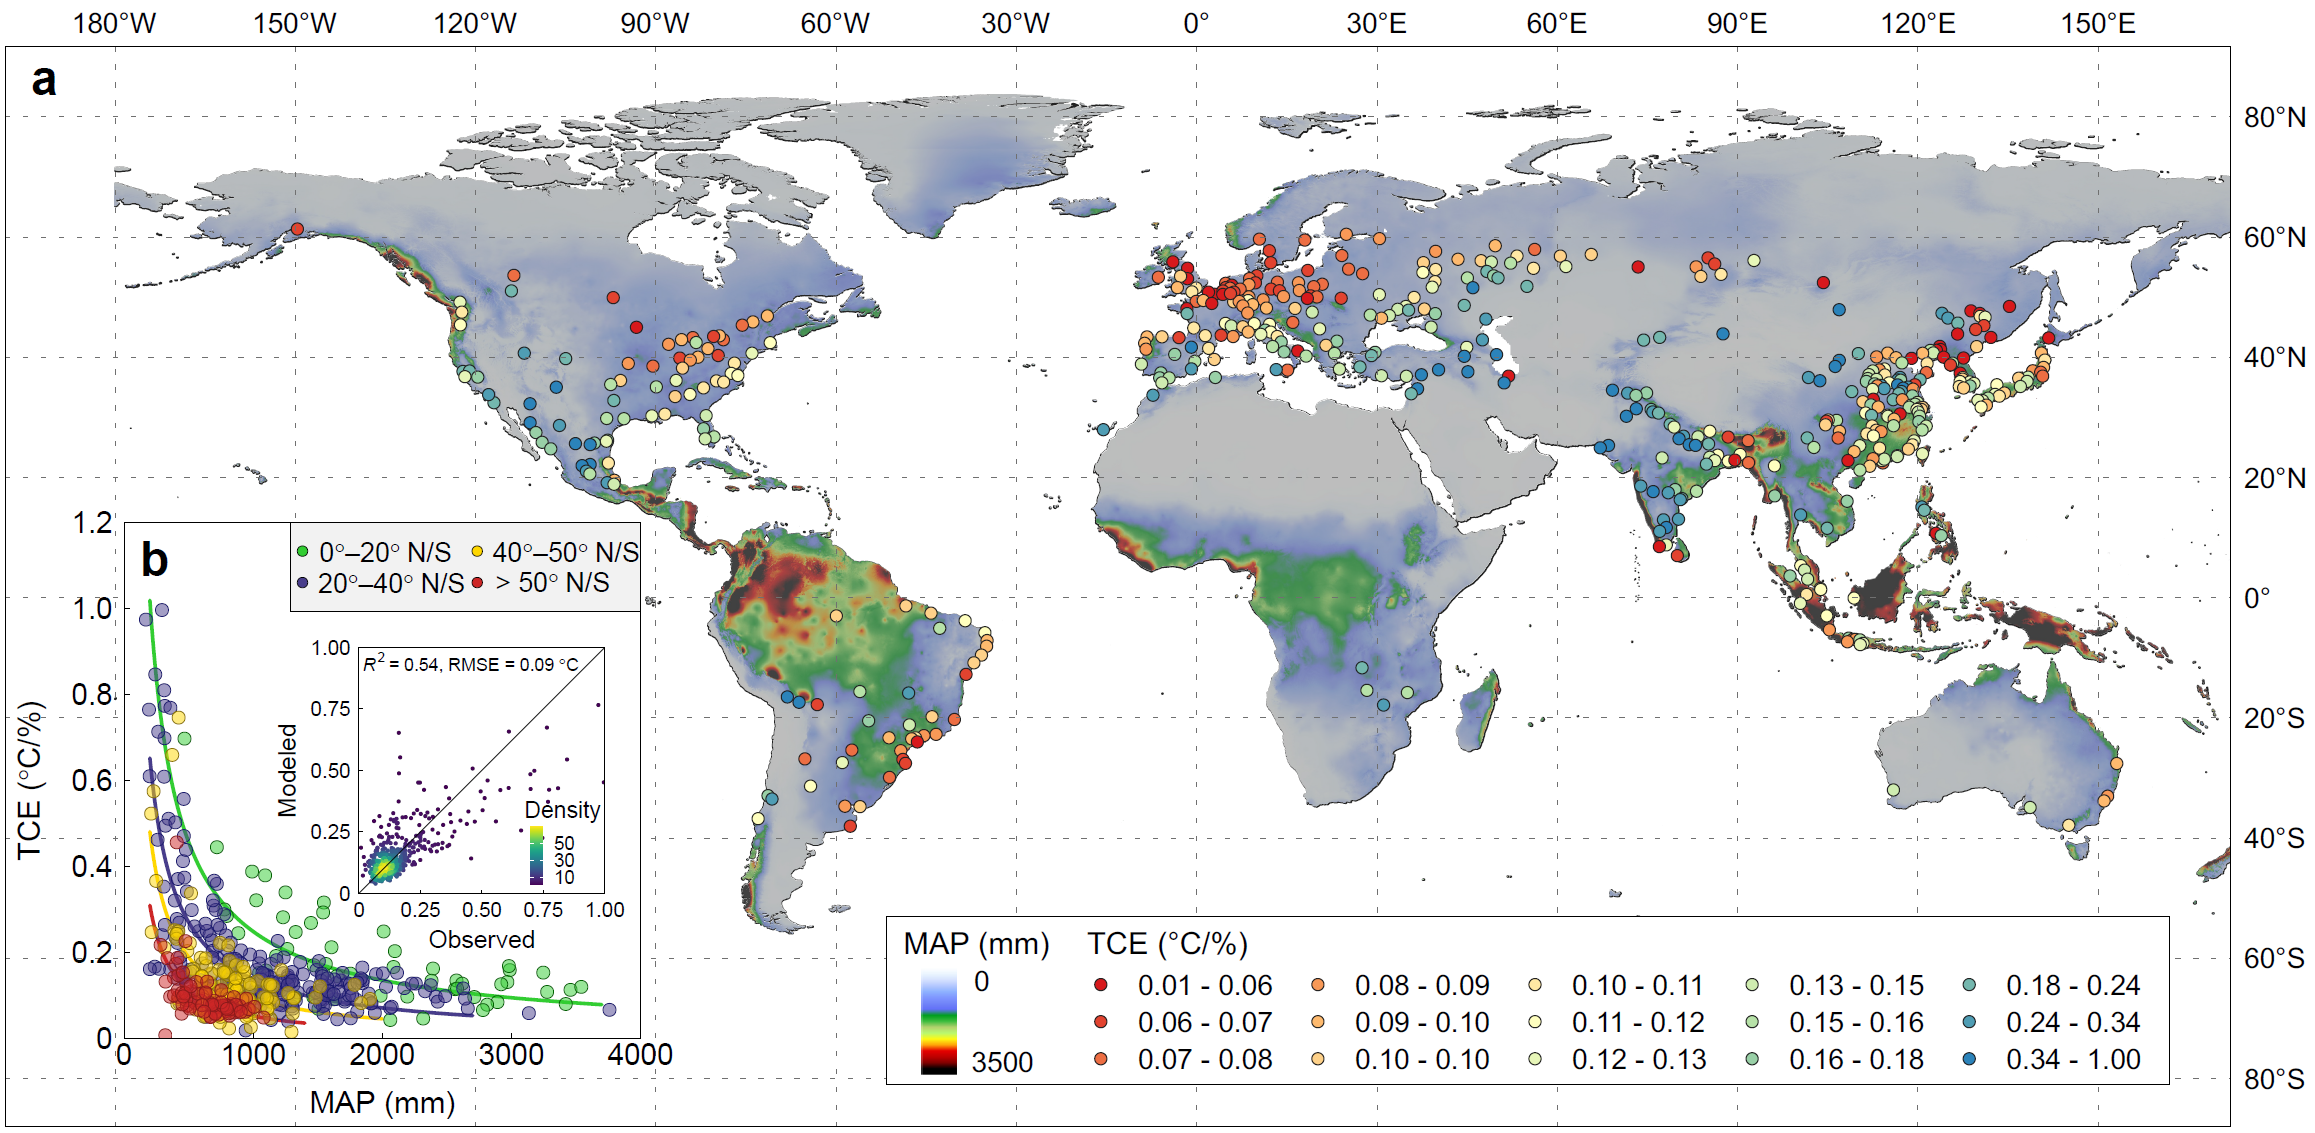 180°W 150°W 120°W 90°W 60°W 30°W 0° 30°E 60°E 90°E 120°E 150°E
a
80°N
60°N
40°N
20°N
0°
20°S
40°S
60°S
80°S
b
0°–20° N/S 40°–50° N/S
20°–40° N/S > 50° N/S
TCE (°C/%)
1.2
1.0
0.8
0.6
0.4
0.2
0
0 1000 2000 3000 4000
MAP (mm)
R² = 0.54, RMSE = 0.09 °C
Modeled
1.00
0.75
0.50
0.25
0
0 0.25 0.50 0.75 1.00
Observed
Density
50
30
10
MAP (mm) TCE (°C/%)
0
3500
0.01 - 0.06 0.08 - 0.09 0.10 - 0.11 0.13 - 0.15 0.18 - 0.24
0.06 - 0.07 0.09 - 0.10 0.11 - 0.12 0.15 - 0.16 0.24 - 0.34
0.07 - 0.08 0.10 - 0.10 0.12 - 0.13 0.16 - 0.18 0.34 - 1.00